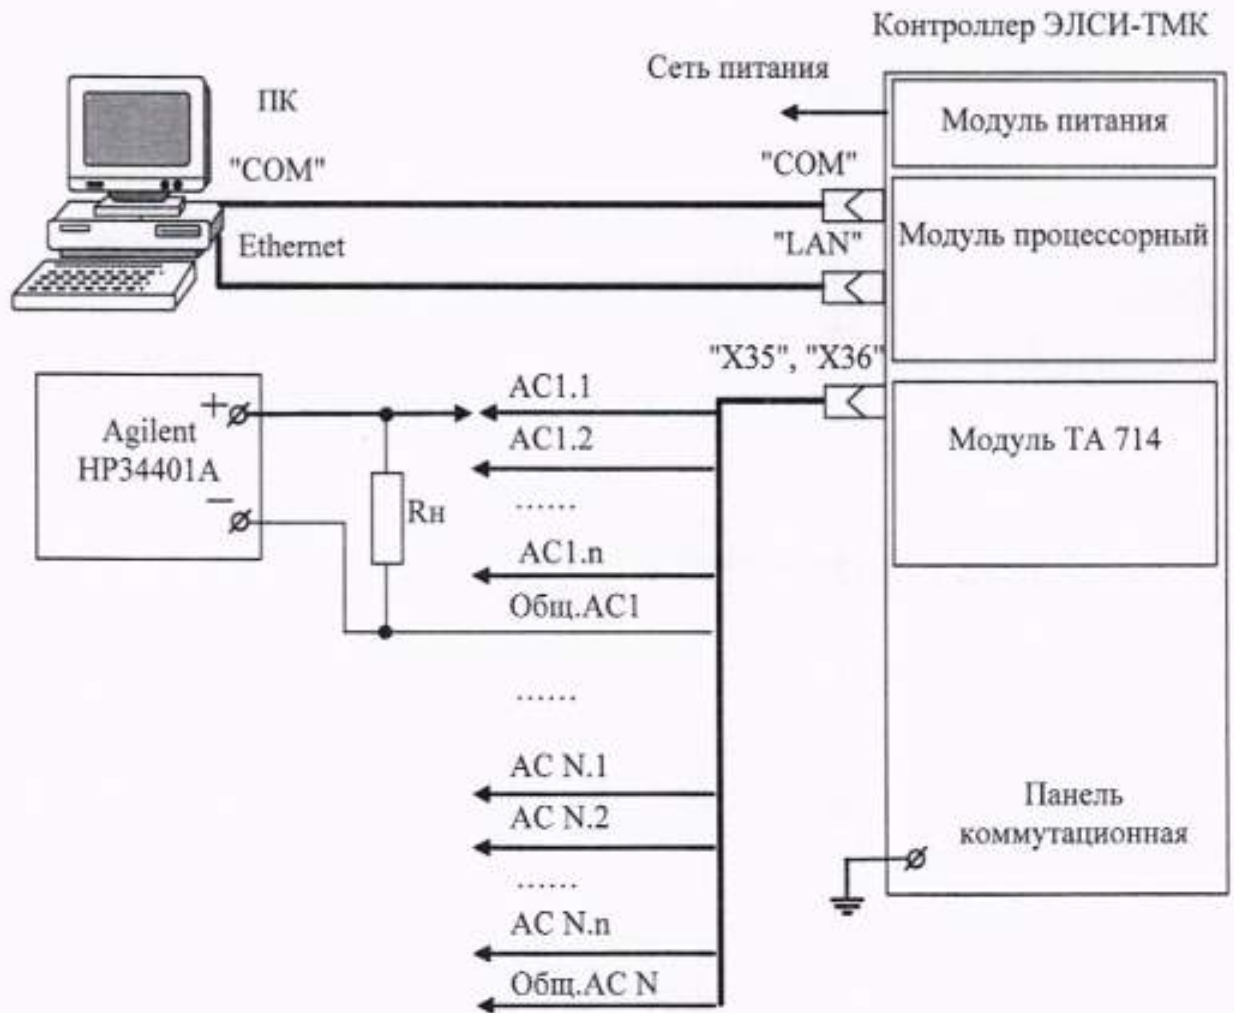 Контроллер ЭЛСИ-ТМК
Сеть питания
ПК
Модуль питания
"COM"
"COM"
Модуль процессорный
Ethernet
"LAN"
"X35", "X36"
Agilent
HP34401A
+
−
Rн
AC1.1
AC1.2
......
AC1.n
Общ.AC1
Модуль ТА 714
......
AC N.1
AC N.2
......
AC N.n
Общ.AC N
Панель
коммутационная